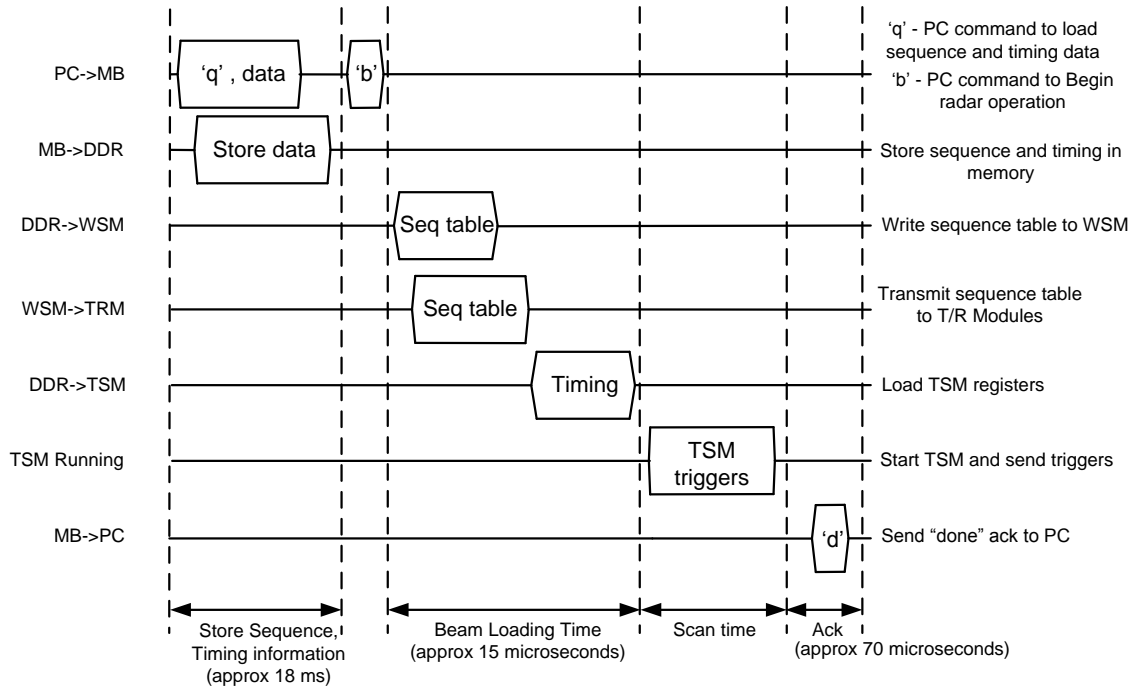 'q' - PC command to load
sequence and timing data
PC->MB
'q' , data
'b'
'b' - PC command to Begin
radar operation
MB->DDR
Store data
Store sequence and timing in
memory
DDR->WSM
Seq table
Write sequence table to WSM
WSM->TRM
Seq table
Transmit sequence table
to T/R Modules
DDR->TSM
Timing
Load TSM registers
TSM Running
TSM
triggers
Start TSM and send triggers
MB->PC
'd'
Send "done" ack to PC
Store Sequence,
Timing information
(approx 18 ms)
Beam Loading Time
(approx 15 microseconds)
Scan time
Ack
(approx 70 microseconds)